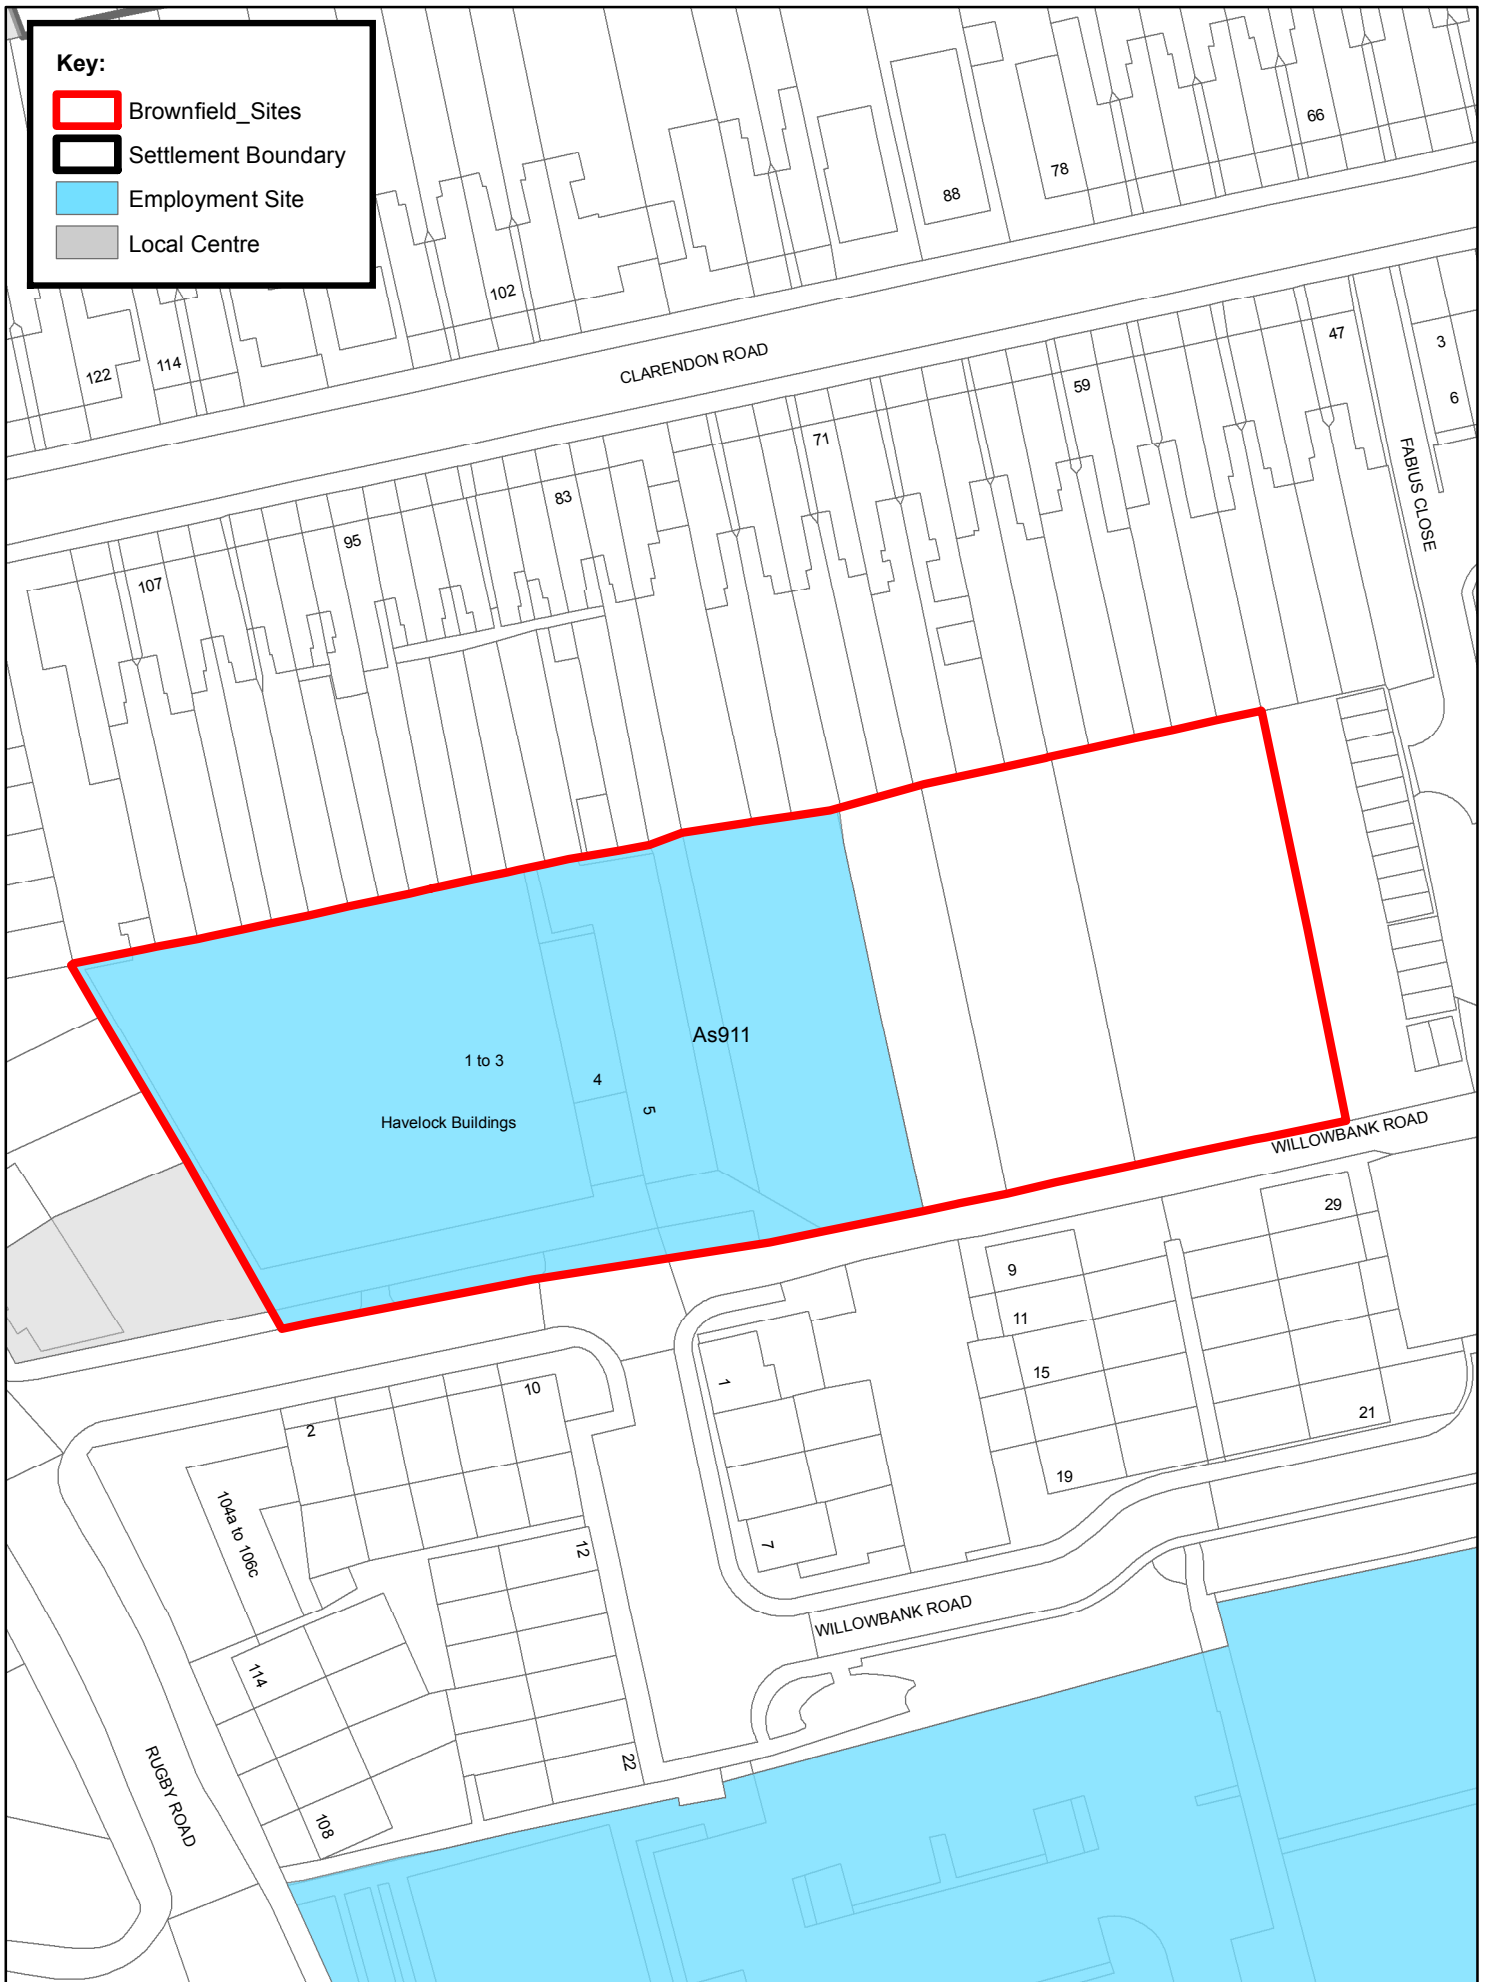 Key:
Brownfield_Sites
Settlement Boundary
Employment Site
Local Centre
66
78
88
102
114
122
CLARENDON ROAD
47
3
6
59
71
83
95
107
FABIUS CLOSE
As911
1 to 3
4
5
Havelock Buildings
WILLOWBANK ROAD
29
9
11
15
19
21
1
7
10
2
104a to 106c
12
WILLOWBANK ROAD
114
22
108
RUGBY ROAD